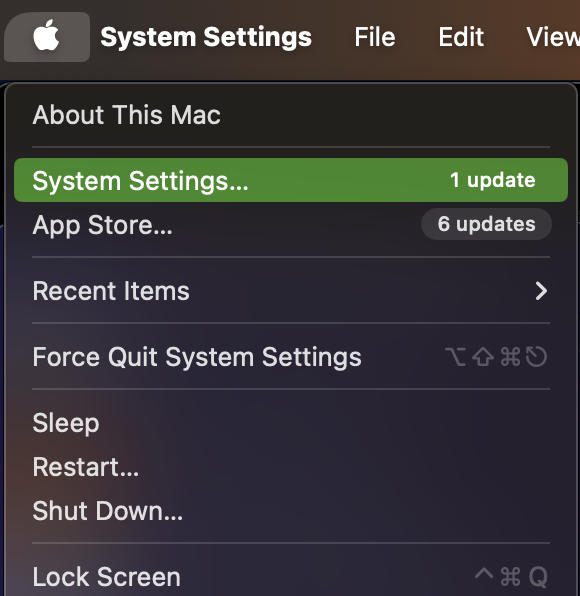 System Settings File Edit View
About This Mac
System Settings... 1 update
App Store... 6 updates
Recent Items
Force Quit System Settings ⌥⇧⌘⎋
Sleep
Restart...
Shut Down...
Lock Screen ^⌘Q